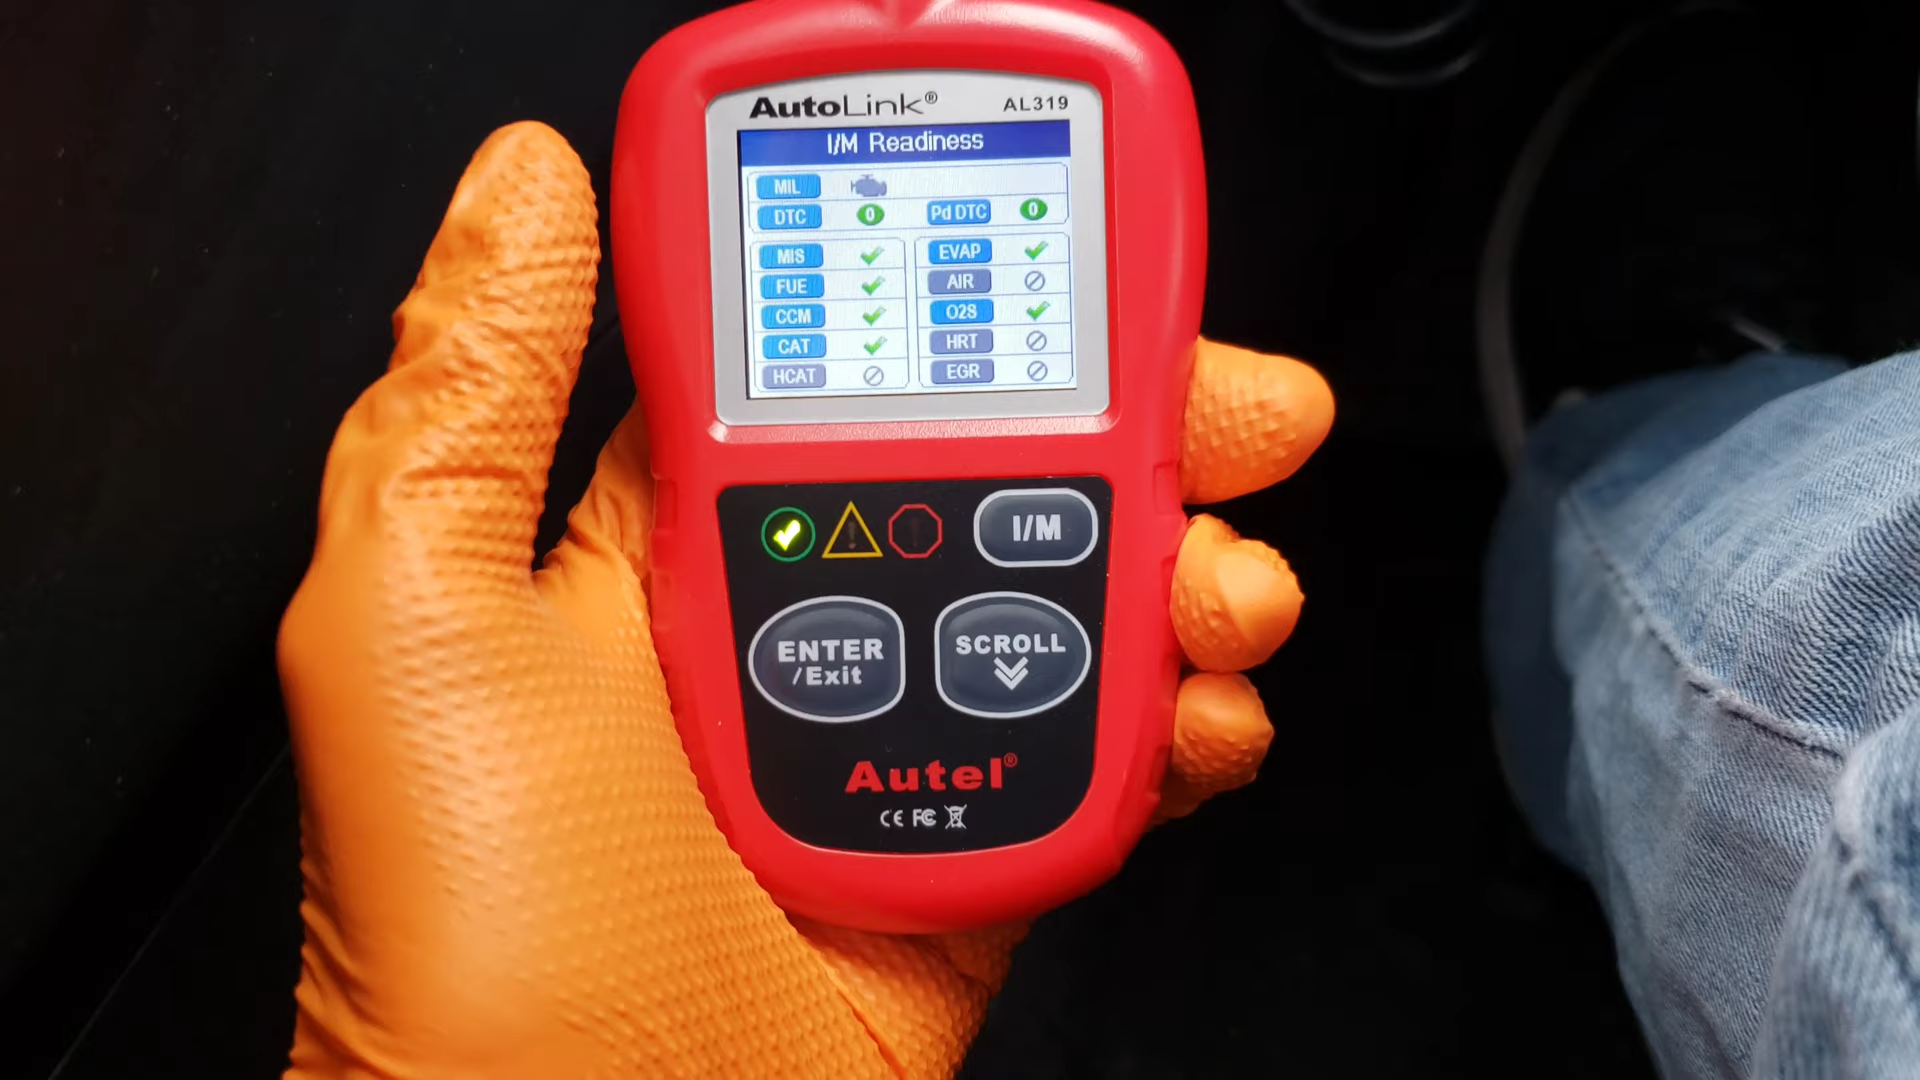 AutoLink® AL319
I/M Readiness
MIL
DTC 0 Pd DTC 0
MIS EVAP
FUE AIR
CCM O2S
CAT HRT
HCAT EGR
I/M
ENTER SCROLL
/Exit
Autel®
CE FC